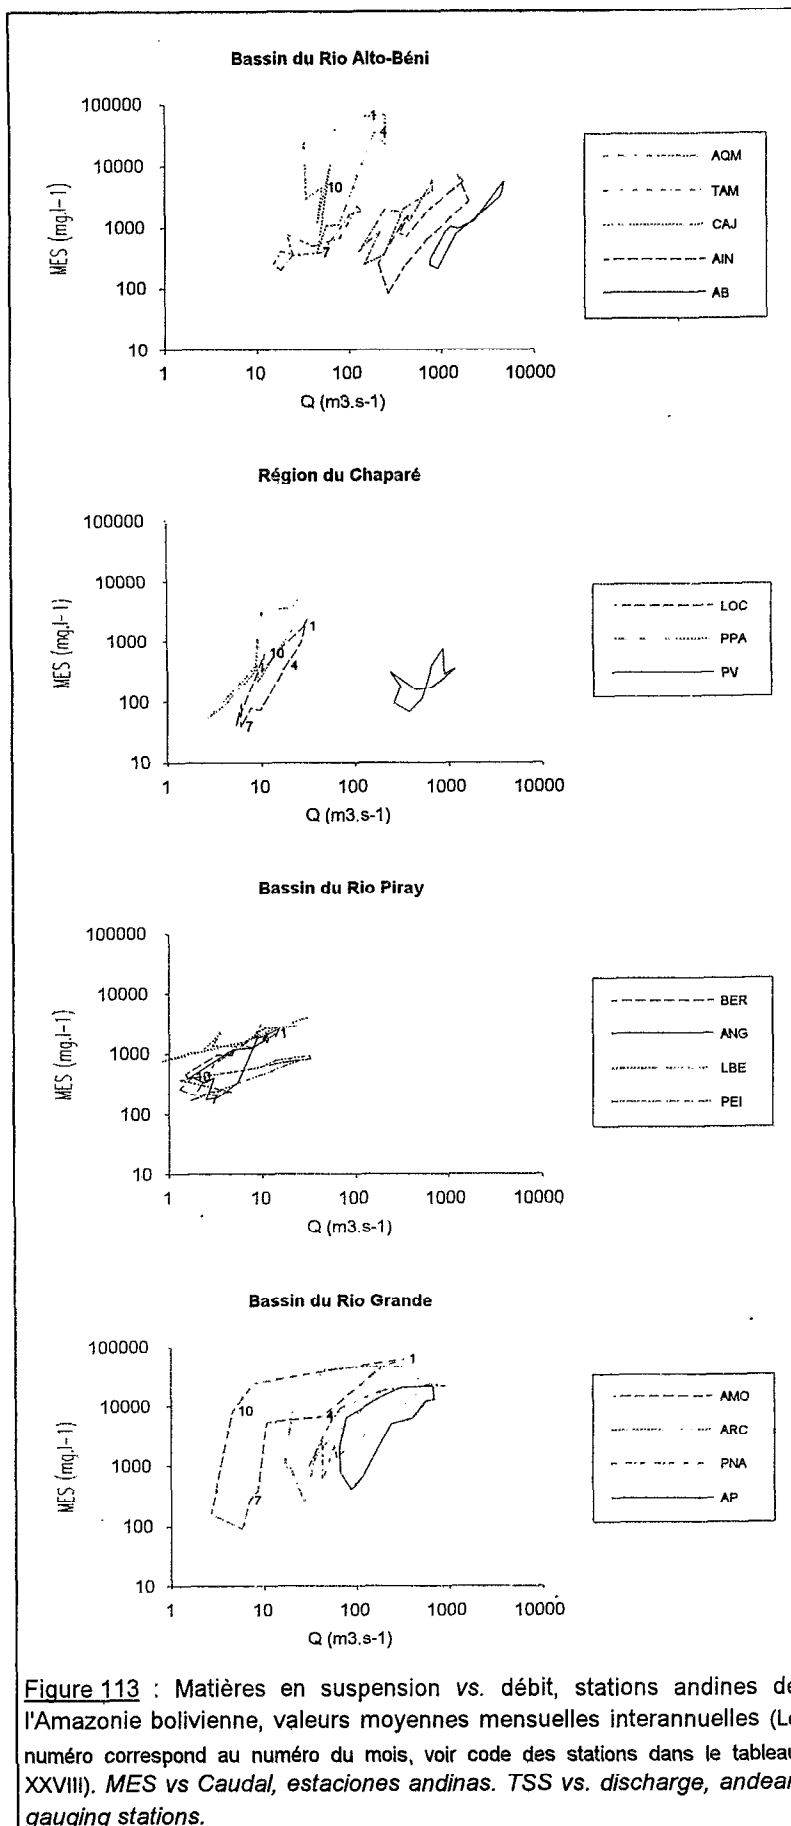 Bassin du Rio Alto-Béni
100000
10000
1000
100
10
MES (mg.l-1)
1
4
10
7
1 10 100 1000 10000
Q (m3.s-1)
AQM
TAM
CAJ
AIN
AB
Région du Chaparé
100000
10000
1000
100
10
MES (mg.l-1)
1
10
4
7
1 10 100 1000 10000
Q (m3.s-1)
LOC
PPA
PV
Bassin du Rio Piray
100000
10000
1000
100
10
MES (mg.l-1)
1
4
10
7
1 10 100 1000 10000
Q (m3.s-1)
BER
ANG
LBE
PEI
Bassin du Rio Grande
100000
10000
1000
100
10
MES (mg.l-1)
1
10
4
7
1 10 100 1000 10000
Q (m3.s-1)
AMO
ARC
PNA
AP
Figure 113 : Matières en suspension vs. débit, stations andines de
l'Amazonie bolivienne, valeurs moyennes mensuelles interannuelles (Le
numéro correspond au numéro du mois, voir code des stations dans le tableau
XXVIII). MES vs Caudal, estaciones andinas. TSS vs. discharge, andean
gauging stations.